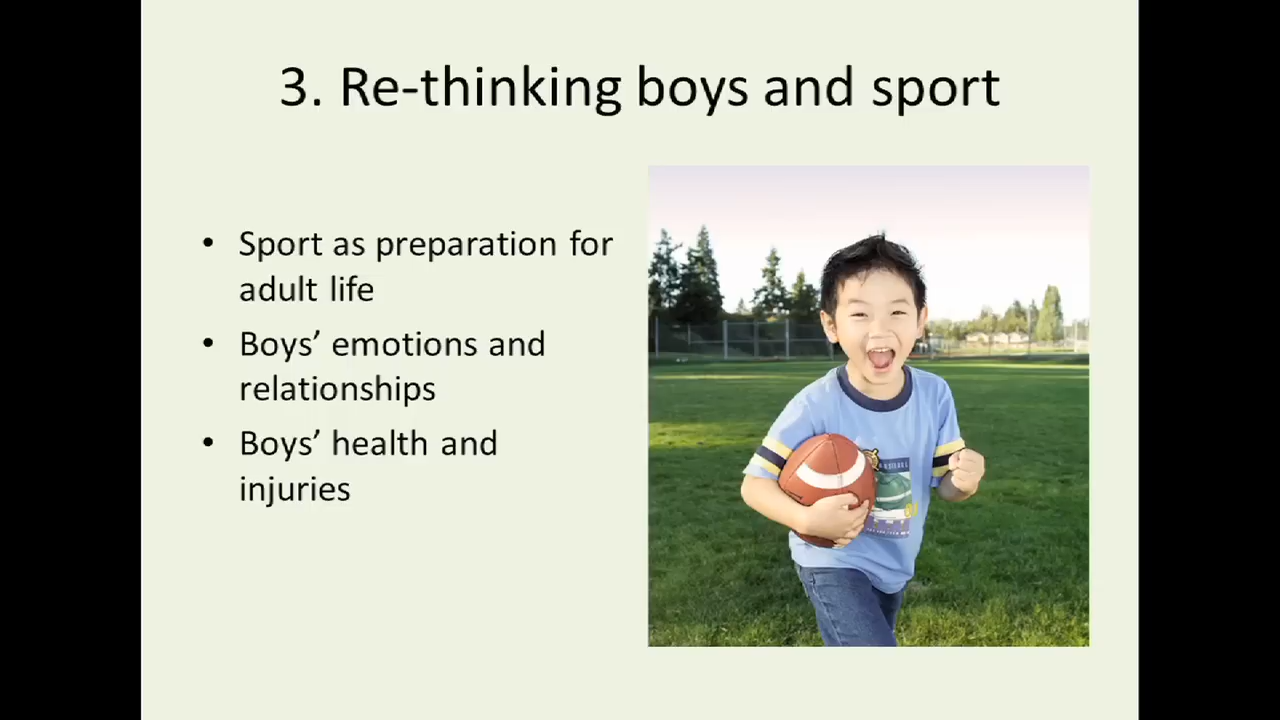 3. Re-thinking boys and sport
• Sport as preparation for
adult life
• Boys’ emotions and
relationships
• Boys’ health and
injuries